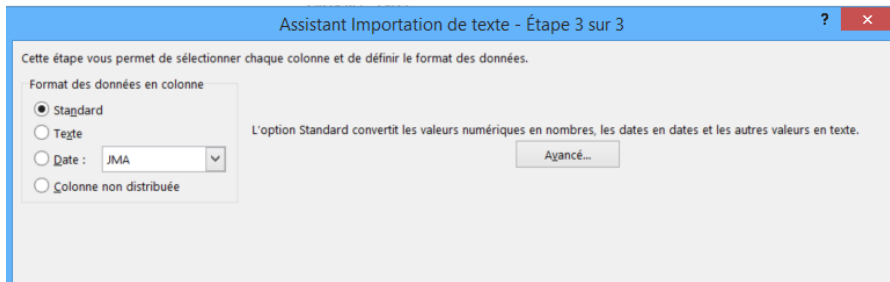 Assistant Importation de texte - Étape 3 sur 3
?
Cette étape vous permet de sélectionner chaque colonne et de définir le format des données.
Format des données en colonne
Standard
Texte
L'option Standard convertit les valeurs numériques en nombres, les dates en dates et les autres valeurs en texte.
Date :
JMA
Avancé...
Colonne non distribuée